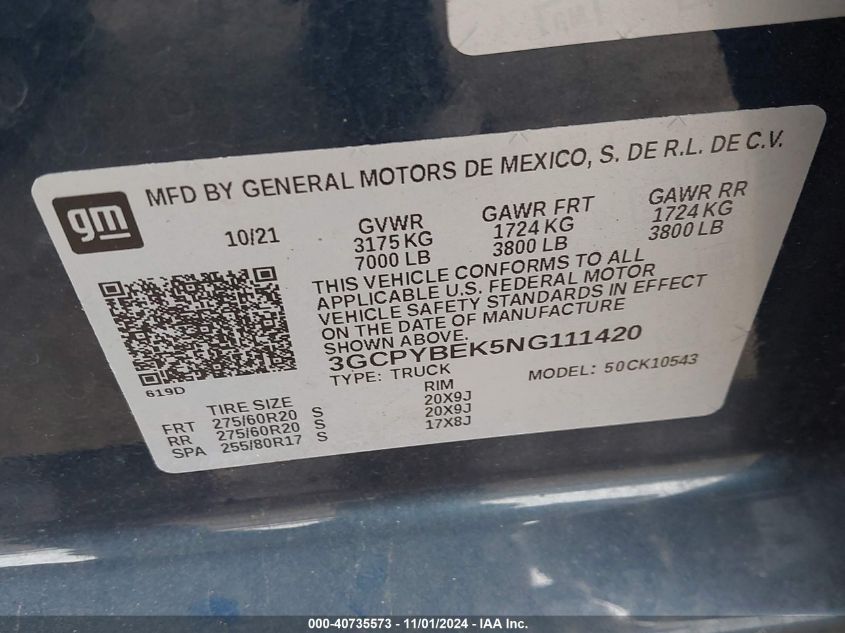 gm
MFD BY GENERAL MOTORS DE MEXICO, S. DE R.L. DE C.V.
10/21
GVWR
3175 KG
7000 LB
GAWR FRT
1724 KG
3800 LB
GAWR RR
1724 KG
3800 LB
THIS VEHICLE CONFORMS TO ALL
APPLICABLE U.S. FEDERAL MOTOR
VEHICLE SAFETY STANDARDS IN EFFECT
ON THE DATE OF MANUFACTURE
SHOWN ABOVE.
3GCPYBEK5NG111420
TYPE: TRUCK
MODEL: 50CK10543
619D
TIRE SIZE
RIM
FRT 275/60R20 S 20X9J
RR 275/60R20 S 20X9J
SPA 255/80R17 S 17X8J
000-40735573 - 11/01/2024 - IAA Inc.